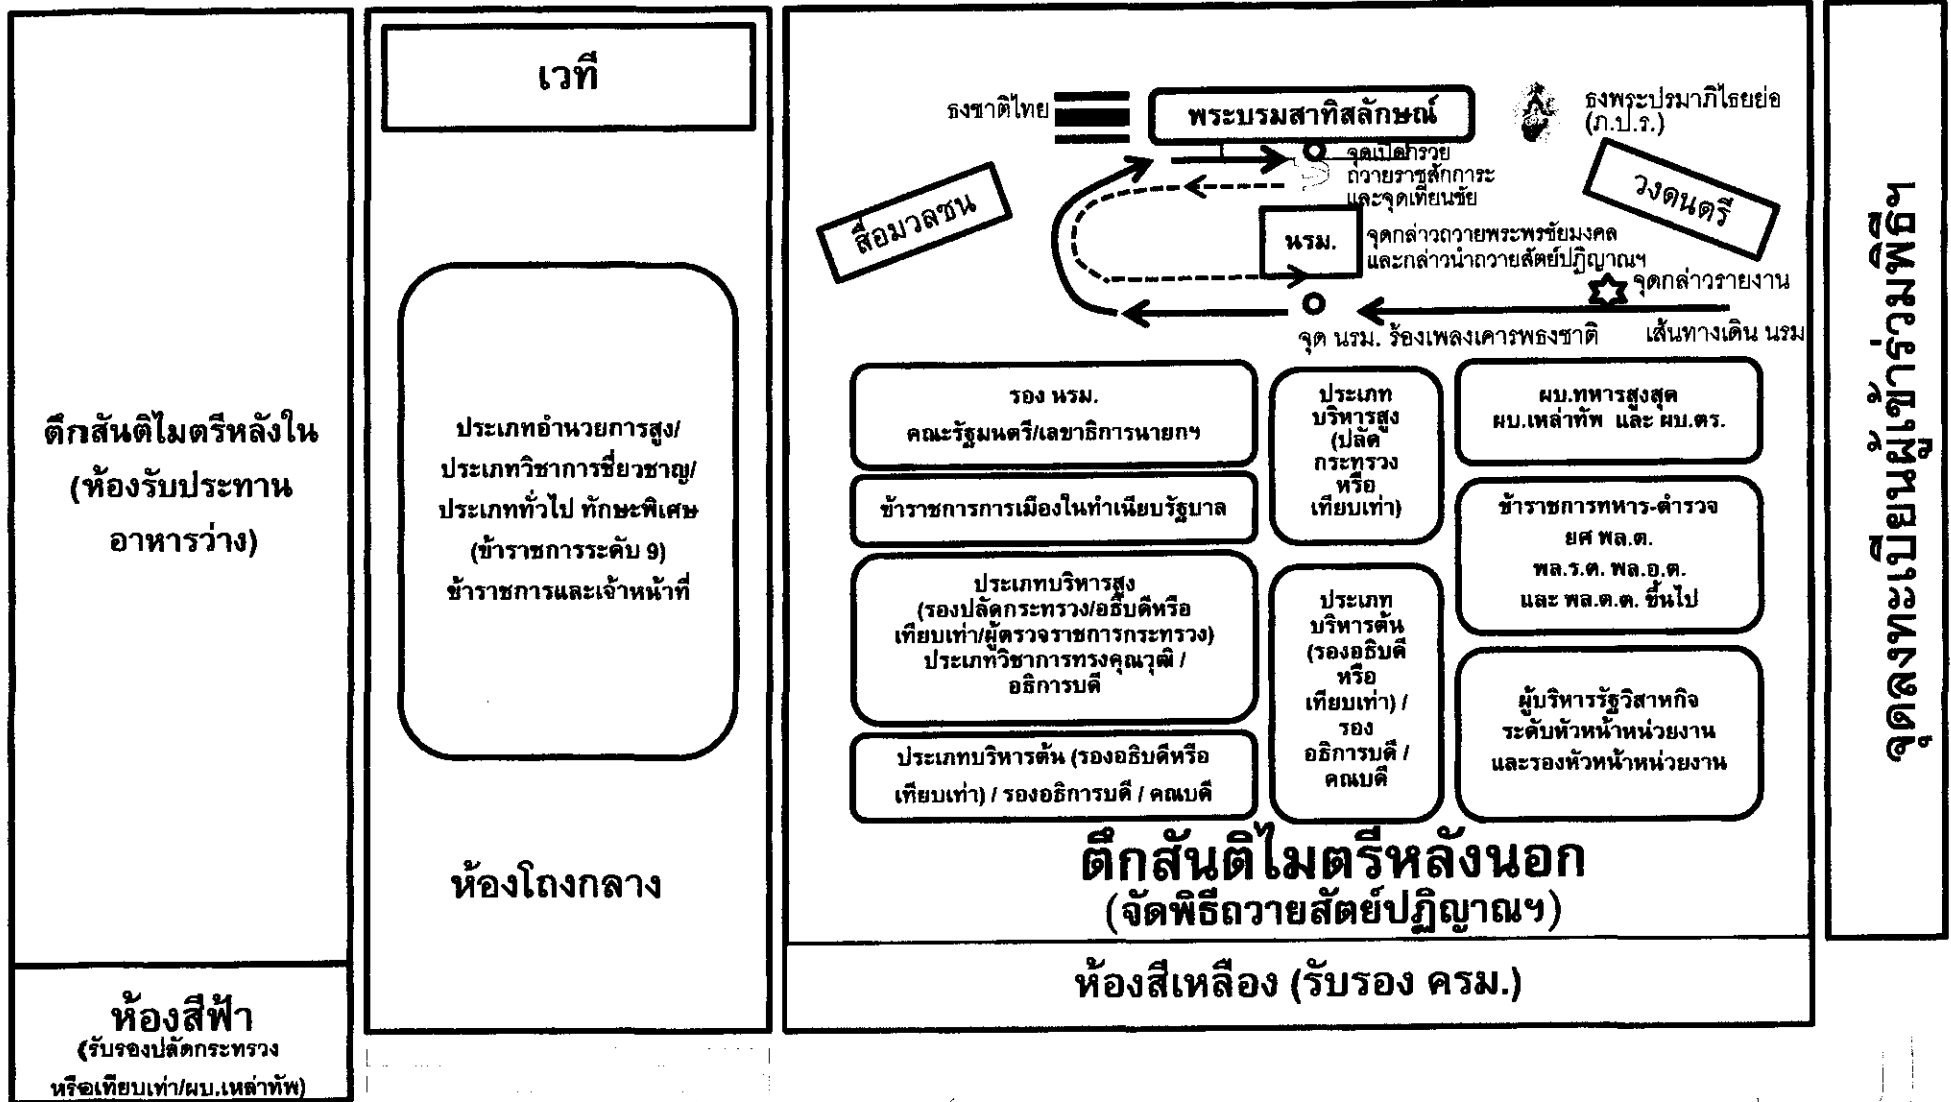 ตึกสันติไมตรีหลังใน
(ห้องรับประทาน
อาหารว่าง)
ห้องสีฟ้า
(รับรองปลัดกระทรวง
หรือเทียบเท่า/ผบ.เหล่าทัพ)
เวที
ประเภทอำนวยการสูง/
ประเภทวิชาการชี่ยวชาญ/
ประเภททั่วไป ทักษะพิเศษ
(ข้าราชการระดับ 9)
ข้าราชการและเจ้าหน้าที่
ห้องโถงกลาง
ธงชาติไทย
พระบรมสาทิสลักษณ์
ธงพระปรมาภิไธยย่อ
(ภ.ป.ร.)
จุดเปิดกรวย
ถวายราชสักการะ
และจุดเทียนชัย
สื่อมวลชน
วงดนตรี
นรม.
จุดกล่าวถวายพระพรชัยมงคล
และกล่าวนำถวายสัตย์ปฏิญาณฯ
จุดกล่าวรายงาน
จุด นรม. ร้องเพลงเคารพธงชาติ
เส้นทางเดิน นรม
รอง นรม.
คณะรัฐมนตรี/เลขาธิการนายกฯ
ข้าราชการการเมืองในทำเนียบรัฐบาล
ประเภทบริหารสูง
(รองปลัดกระทรวง/อธิบดีหรือ
เทียบเท่า/ผู้ตรวจราชการกระทรวง)
ประเภทวิชาการทรงคุณวุฒิ /
อธิการบดี
ประเภทบริหารต้น (รองอธิบดีหรือ
เทียบเท่า) / รองอธิการบดี / คณบดี
ประเภท
บริหารสูง
(ปลัด
กระทรวง
หรือ
เทียบเท่า)
ประเภท
บริหารต้น
(รองอธิบดี
หรือ
เทียบเท่า) /
รอง
อธิการบดี /
คณบดี
ผบ.ทหารสูงสุด
ผบ.เหล่าทัพ และ ผบ.ตร.
ข้าราชการทหาร-ตำรวจ
ยศ พล.ต.
พล.ร.ต. พล.อ.ต.
และ พล.ต.ต. ขึ้นไป
ผู้บริหารรัฐวิสาหกิจ
ระดับหัวหน้าหน่วยงาน
และรองหัวหน้าหน่วยงาน
ตึกสันติไมตรีหลังนอก
(จัดพิธีถวายสัตย์ปฏิญาณฯ)
ห้องสีเหลือง (รับรอง ครม.)
จุดลงทะเบียนผู้เข้าร่วมพิธีฯ